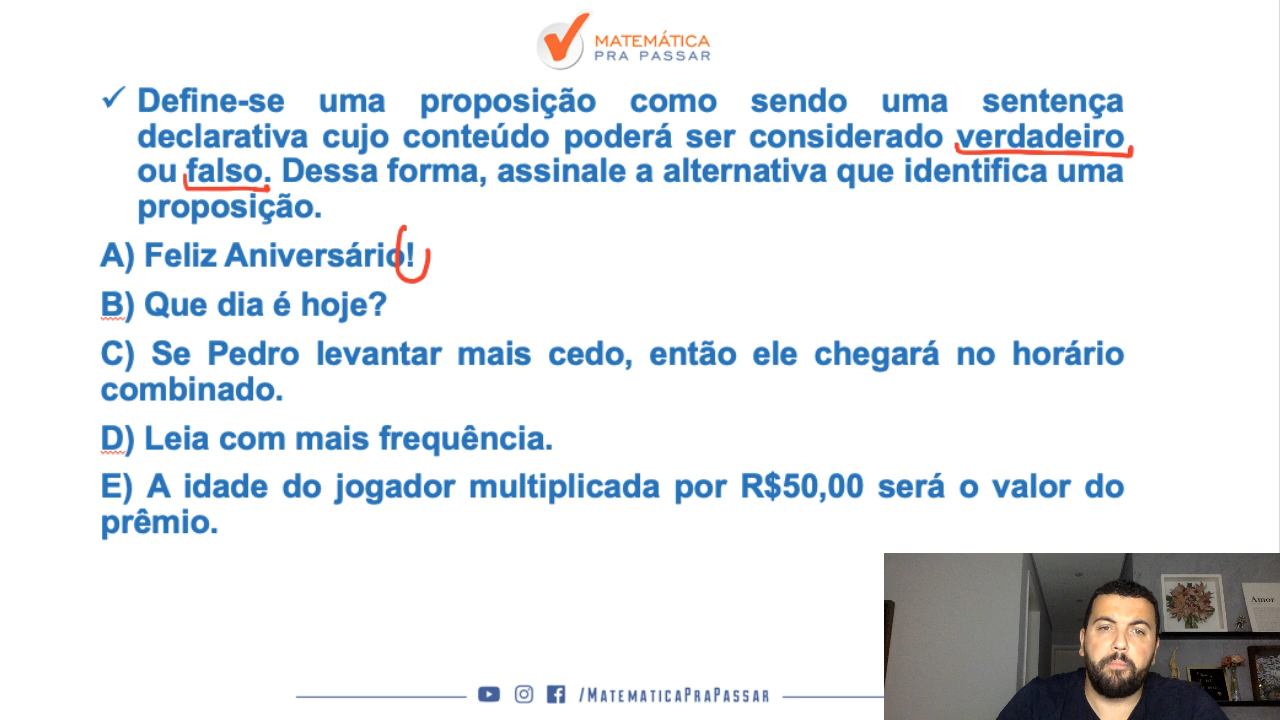 MATEMÁTICA
PRA PASSAR
✓ Define-se uma proposição como sendo uma sentença
declarativa cujo conteúdo poderá ser considerado verdadeiro
ou falso. Dessa forma, assinale a alternativa que identifica uma
proposição.
A) Feliz Aniversário!
B) Que dia é hoje?
C) Se Pedro levantar mais cedo, então ele chegará no horário
combinado.
D) Leia com mais frequência.
E) A idade do jogador multiplicada por R$50,00 será o valor do
prêmio.
Amor
/MatematicaPraPassar